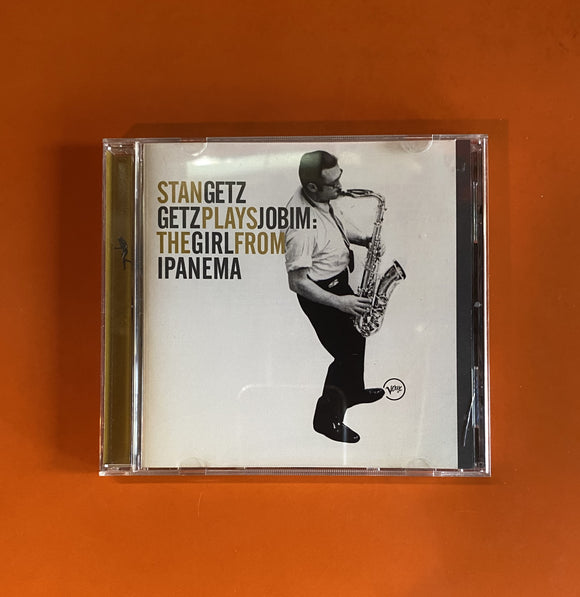 STANGETZ
GETZPLAYSJOBIM:
THEGIRLFROM
IPANEMA
Verve